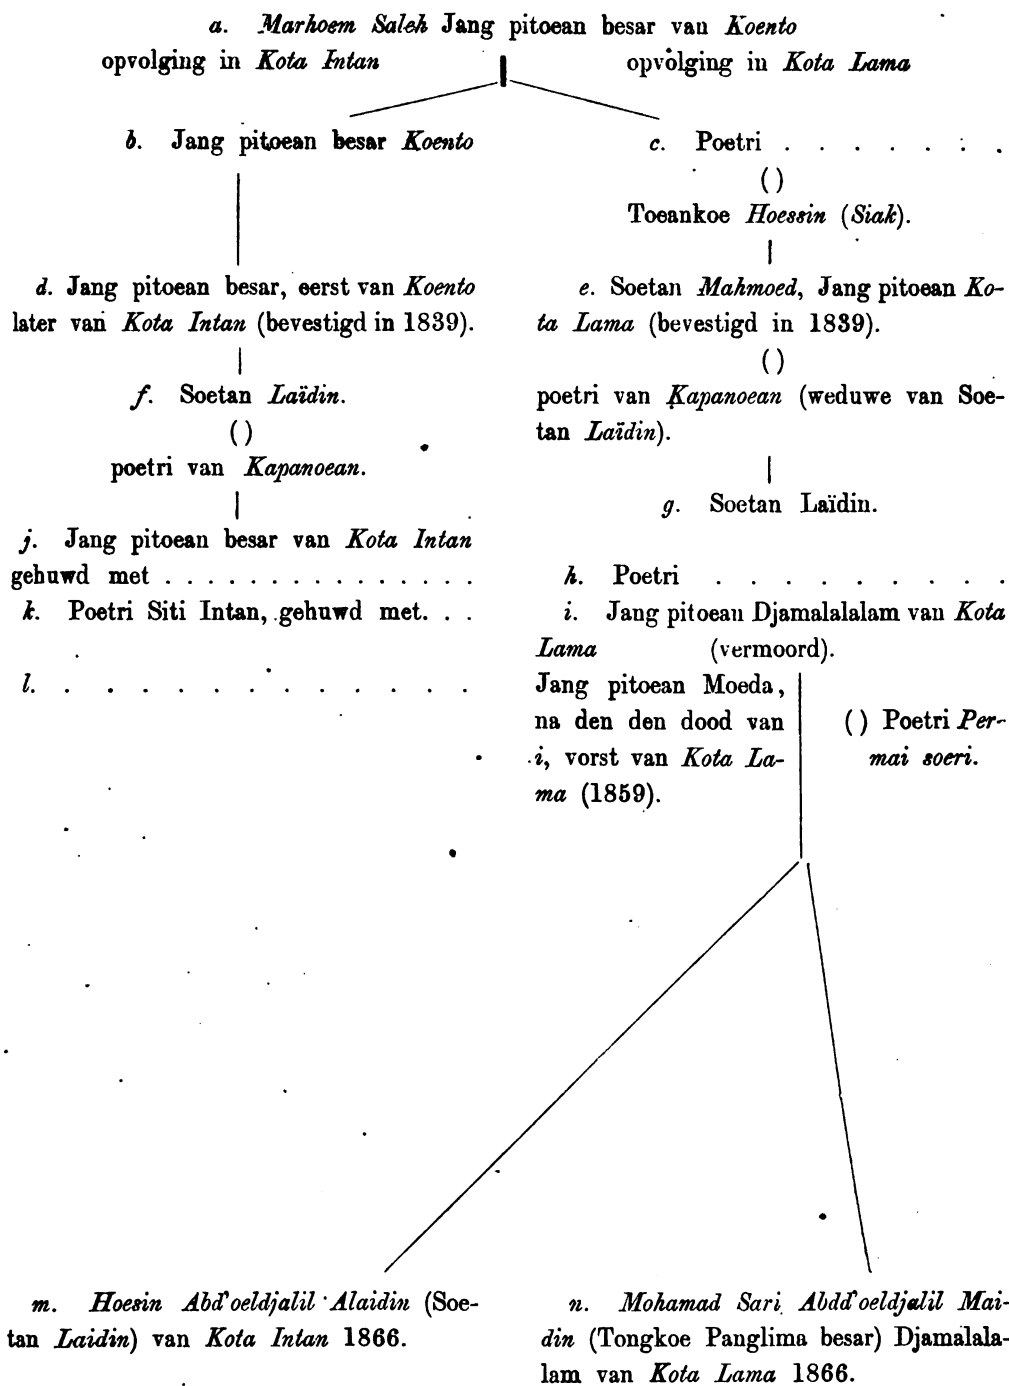 a. Marhoem Saleh Jang pitoean besar van Koento
opvolging in Kota Intan
opvolging in Kota Lama
b. Jang pitoean besar Koento
c. Poetri . . . . . . .
()
Toeankoe Hoessin (Siak).
d. Jang pitoean besar, eerst van Koento
later van Kota Intan (bevestigd in 1839).
e. Soetan Mahmoed, Jang pitoean Ko-
ta Lama (bevestigd in 1839).
()
f. Soetan Laïdin.
()
poetri van Kapanoean.
poetri van Kapanoean (weduwe van Soe-
tan Laïdin).
g. Soetan Laïdin.
j. Jang pitoean besar van Kota Intan
gehuwd met . . . . . . . . . . . . . . .
h. Poetri . . . . . . . . .
k. Poetri Siti Intan, gehuwd met. . .
i. Jang pitoean Djamalalalam van Kota
Lama (vermoord).
l. . . . . . . . . . . . . . .
Jang pitoean Moeda,
na den den dood van
i, vorst van Kota La-
ma (1859).
() Poetri Per-
mai soeri.
m. Hoesin Abd'oeldjalil Alaidin (Soe-
tan Laidin) van Kota Intan 1866.
n. Mohamad Sari Abdd'oeldjalil Mai-
din (Tongkoe Panglima besar) Djamalala-
lam van Kota Lama 1866.